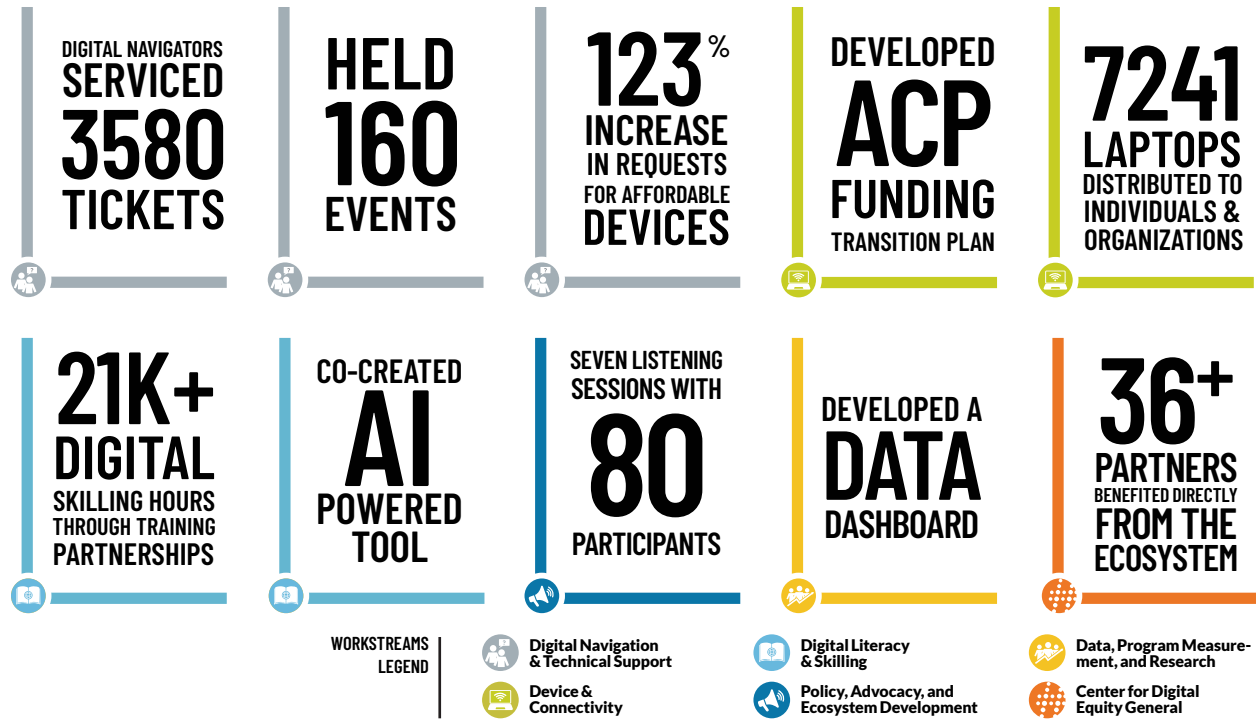 DIGITAL NAVIGATORS
SERVICED
3580
TICKETS
HELD
160
EVENTS
123%
INCREASE
IN REQUESTS
FOR AFFORDABLE
DEVICES
DEVELOPED
ACP
FUNDING
TRANSITION PLAN
7241
LAPTOPS
DISTRIBUTED TO
INDIVIDUALS &
ORGANIZATIONS
21K+
DIGITAL
SKILLING HOURS
THROUGH TRAINING
PARTNERSHIPS
CO-CREATED
AI
POWERED
TOOL
SEVEN LISTENING
SESSIONS WITH
80
PARTICIPANTS
DEVELOPED A
DATA
DASHBOARD
36+
PARTNERS
BENEFITED DIRECTLY
FROM THE
ECOSYSTEM
WORKSTREAMS
LEGEND
Digital Navigation
& Technical Support
Device &
Connectivity
Digital Literacy
& Skilling
Policy, Advocacy, and
Ecosystem Development
Data, Program Measure-
ment, and Research
Center for Digital
Equity General